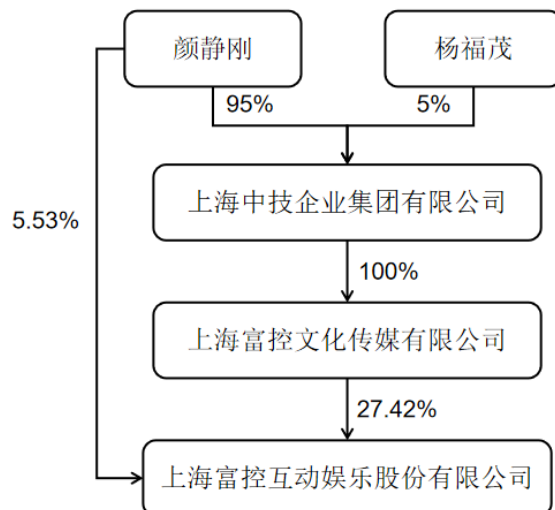 颜静刚
杨福茂
95%
5%
上海中技企业集团有限公司
5.53%
100%
上海富控文化传媒有限公司
27.42%
上海富控互动娱乐股份有限公司